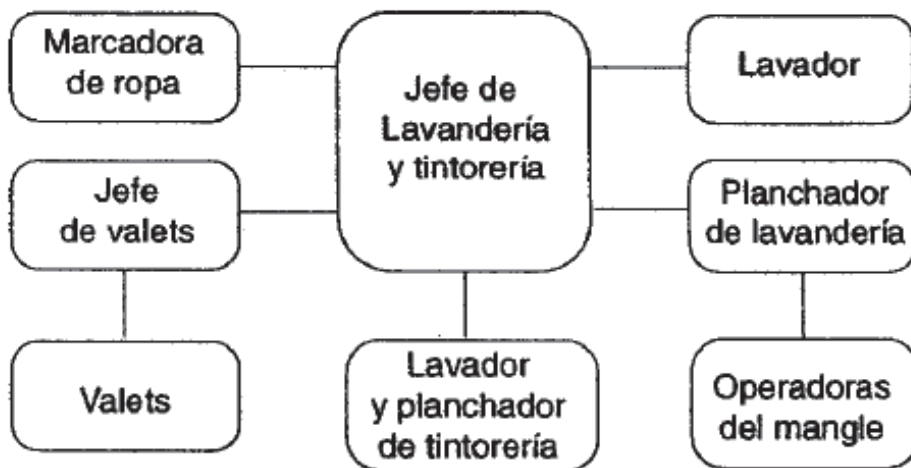 Marcadora
de ropa
Jefe de
Lavandería
y tintorería
Lavador
Jefe
de valets
Planchador
de lavandería
Valets
Lavador
y planchador
de tintorería
Operadoras
del mangle